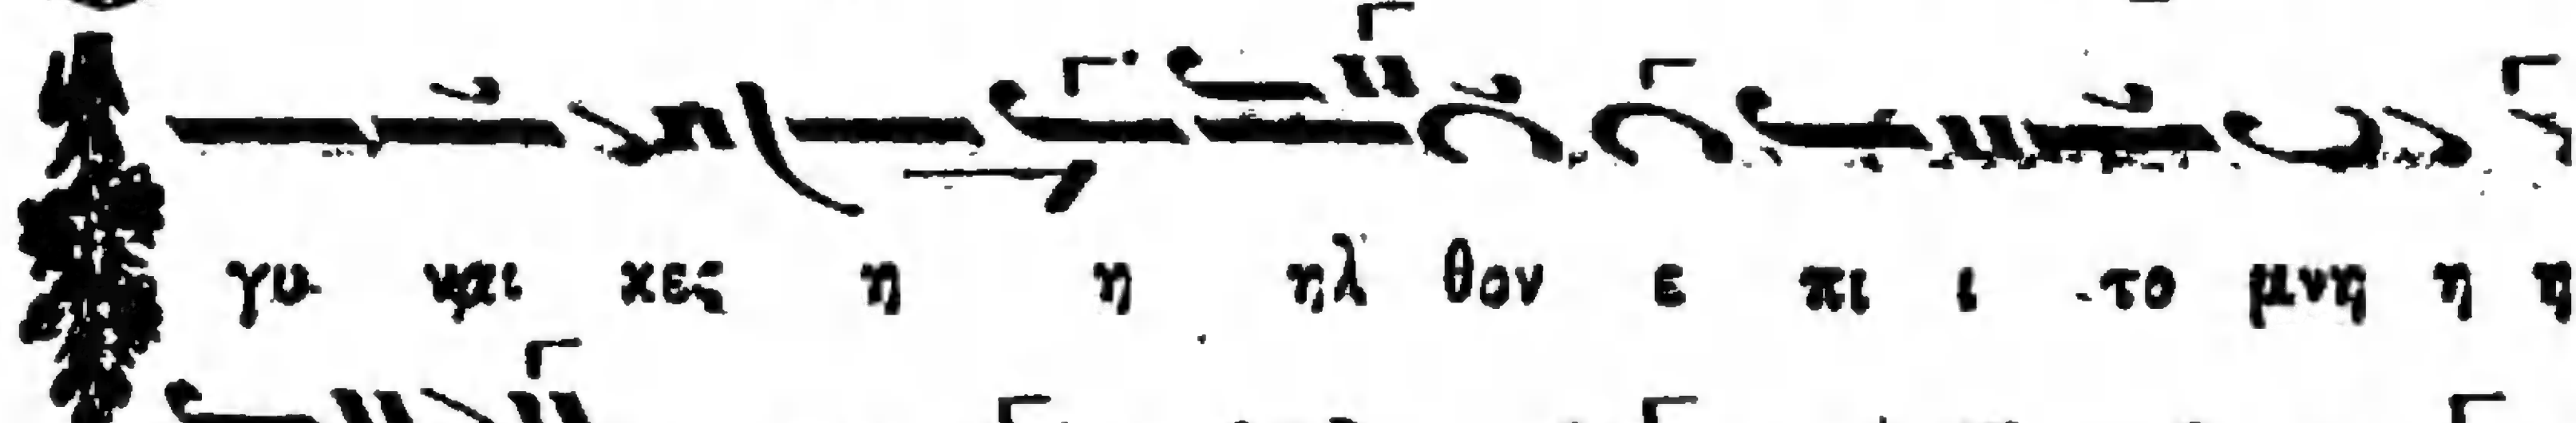 γυ ναι κες η η ηλ θον ε πι ι το μνη η η